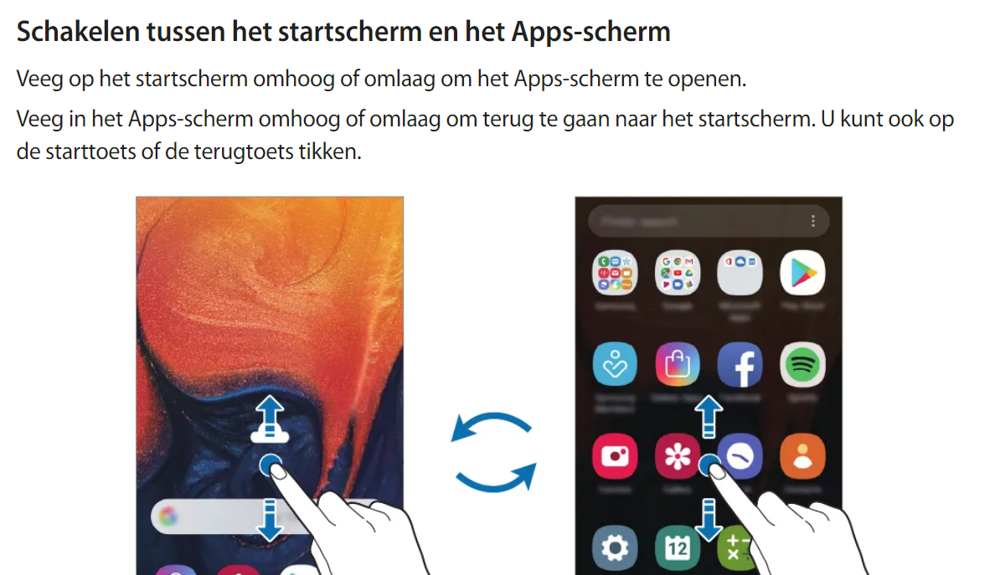 Schakelen tussen het startscherm en het Apps-scherm
Veeg op het startscherm omhoog of omlaag om het Apps-scherm te openen.
Veeg in het Apps-scherm omhoog of omlaag om terug te gaan naar het startscherm. U kunt ook op
de starttoets of de terugtoets tikken.
12